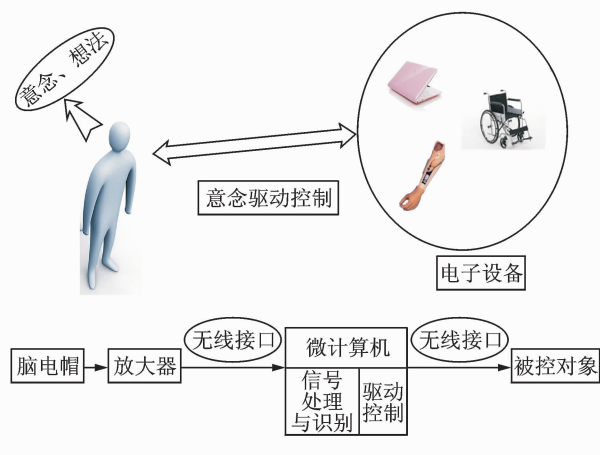 意念、想法
意念驱动控制
电子设备
无线接口
无线接口
脑电帽
放大器
微计算机
信号
处理
与识别
驱动
控制
被控对象